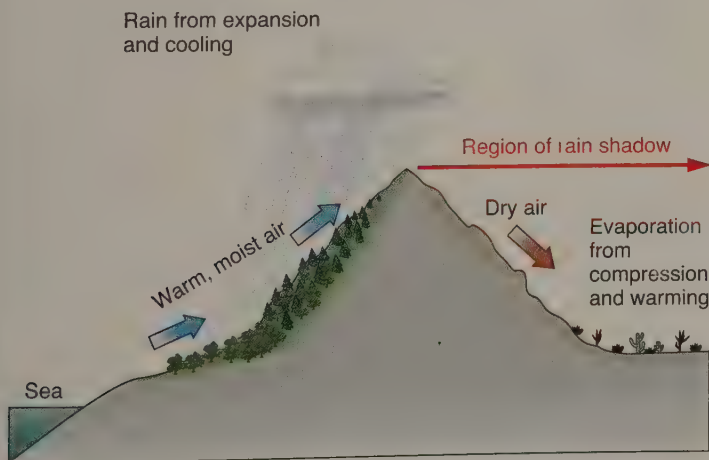 Rain from expansion
and cooling
Region of rain shadow
Warm, moist air
Dry air
Evaporation
from
compression
and warming
Sea